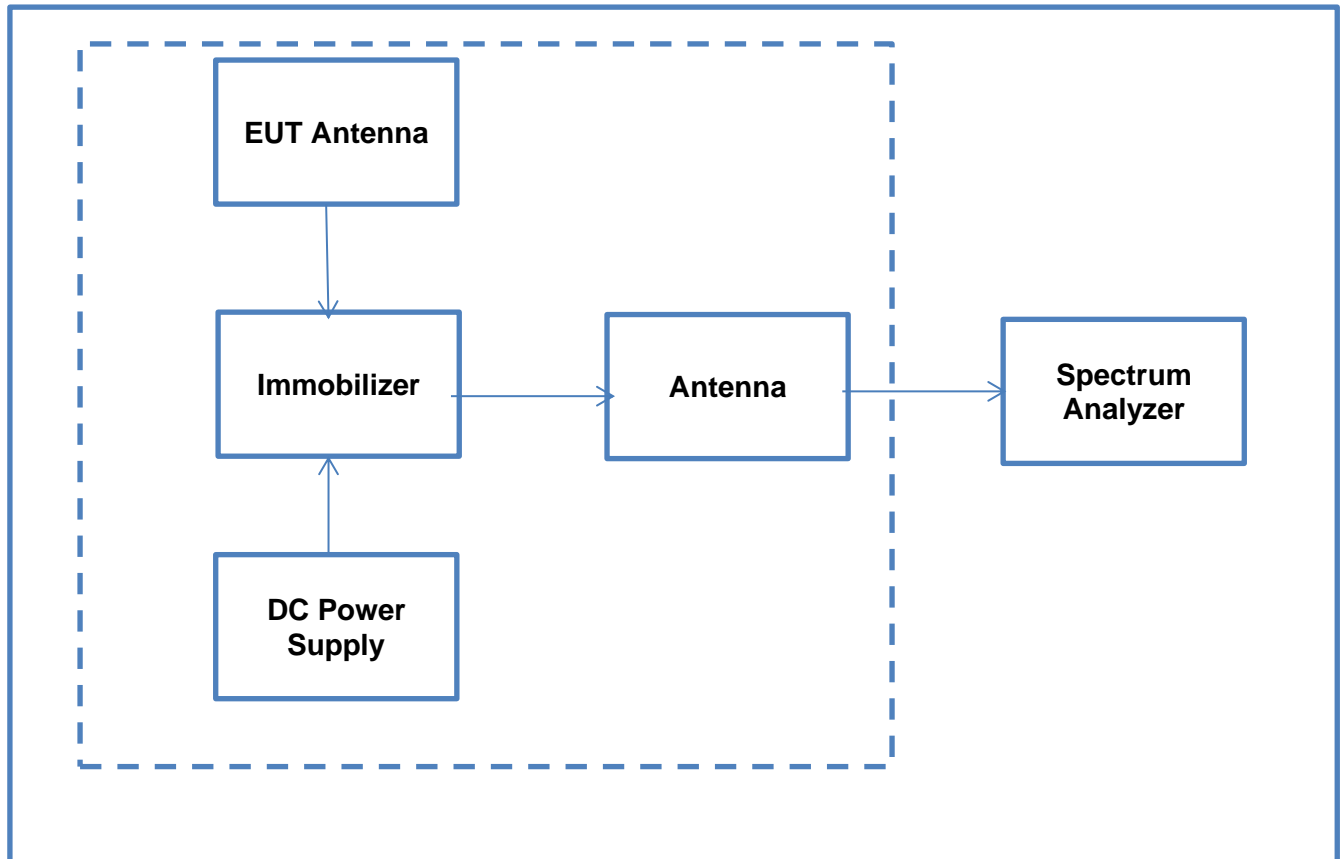 EUT Antenna
Immobilizer
Antenna
Spectrum
Analyzer
DC Power
Supply